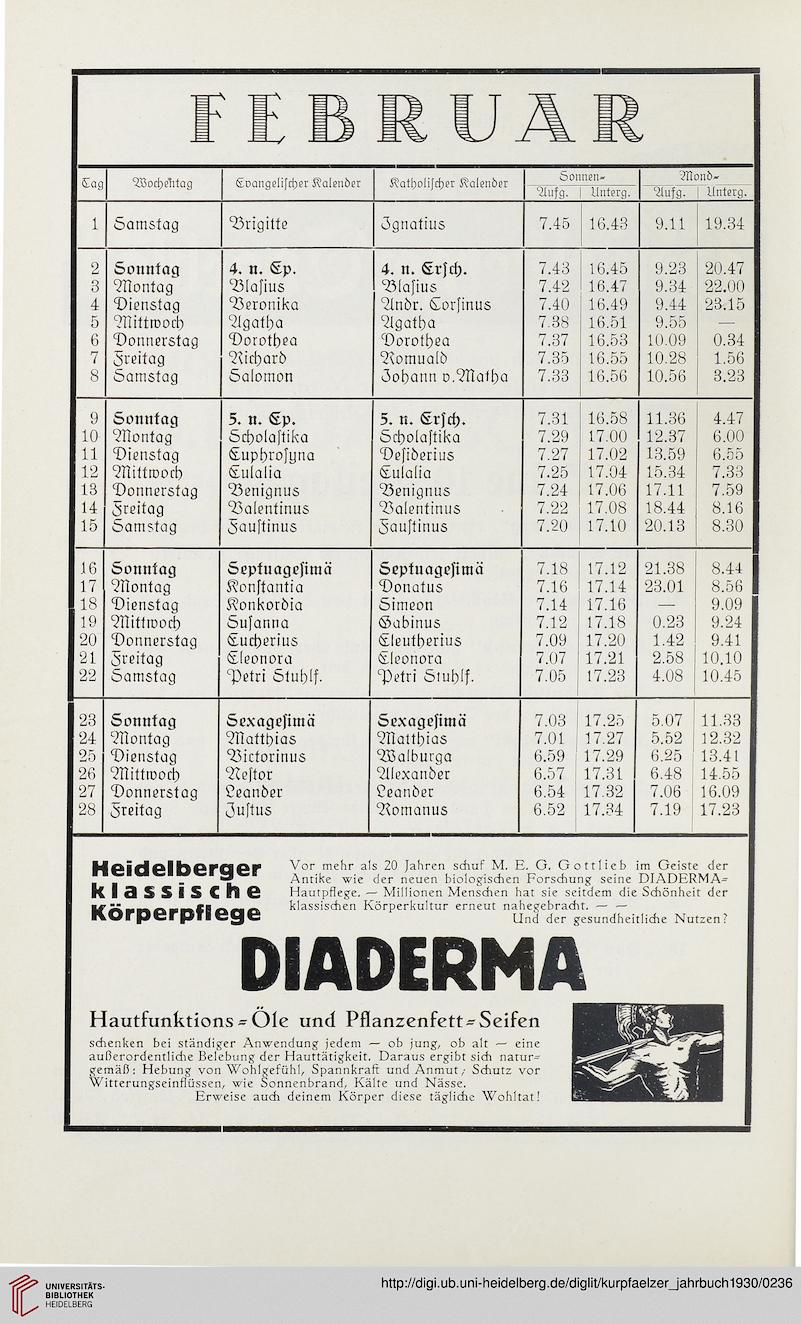 FEBRUAR
Tag Wochentag Evangelischer Kalender Katholischer Kalender Sonnen- Mond-
Aufg. Unterg. Aufg. Unterg.
1 Samstag Brigitte Ignatius 7.45 16.43 9.11 19.34
2 Sonntag 4. n. Ep. 4. n. Ersch. 7.43 16.45 9.23 20.47
3 Montag Blasius Blasius 7.42 16.47 9.34 22.00
4 Dienstag Veronika Andr. Corsinus 7.40 16.49 9.44 23.15
5 Mittwoch Agatha Agatha 7.38 16.51 9.55 —
6 Donnerstag Dorothea Dorothea 7.37 16.53 10.09 0.34
7 Freitag Richard Romuald 7.35 16.55 10.28 1.56
8 Samstag Salomon Johann v. Matha 7.33 16.56 10.56 3.23
9 Sonntag 5. n. Ep. 5. n. Ersch. 7.31 16.58 11.36 4.47
10 Montag Scholastika Scholastika 7.29 17.00 12.37 6.00
11 Dienstag Euphrosyna Desiderius 7.27 17.02 13.59 6.55
12 Mittwoch Eulalia Eulalia 7.25 17.04 15.34 7.33
13 Donnerstag Benignus Benignus 7.24 17.06 17.11 7.59
14 Freitag Valentinus Valentinus 7.22 17.08 18.44 8.16
15 Samstag Faustinus Faustinus 7.20 17.10 20.13 8.30
16 Sonntag Septuagesimä Septuagesimä 7.18 17.12 21.38 8.44
17 Montag Konstantia Donatus 7.16 17.14 23.01 8.56
18 Dienstag Konkordia Simeon 7.14 17.16 — 9.09
19 Mittwoch Susanna Gabinus 7.12 17.18 0.23 9.24
20 Donnerstag Eucherius Eleutherius 7.09 17.20 1.42 9.41
21 Freitag Eleonora Eleonora 7.07 17.21 2.58 10.10
22 Samstag Petri Stuhlf. Petri Stuhlf. 7.05 17.23 4.08 10.45
23 Sonntag Sexagesimä Sexagesimä 7.03 17.25 5.07 11.33
24 Montag Matthias Matthias 7.01 17.27 5.52 12.32
25 Dienstag Victorinus Walburga 6.59 17.29 6.25 13.41
26 Mittwoch Nestor Alexander 6.57 17.31 6.48 14.55
27 Donnerstag Leander Leander 6.54 17.32 7.06 16.09
28 Freitag Justus Romanus 6.52 17.34 7.19 17.23
Heidelberger
klassische
Körperpflege
Vor mehr als 20 Jahren schuf M. E. G. Gottlieb im Geiste der
Antike wie der neuen biologischen Forschung seine DIADERMA-
Hautpflege. — Millionen Menschen hat sie seitdem die Schönheit der
klassischen Körperkultur erneut nahegebracht. — —
Und der gesundheitliche Nutzen?
DIADERMA
Hautfunktions-Öle und Pflanzenfett-Seifen
schenken bei ständiger Anwendung jedem — ob jung, ob alt — eine
außerordentliche Belebung der Hauttätigkeit. Daraus ergibt sich natur-
gemäß: Hebung von Wohlgefühl, Spannkraft und Anmut; Schutz vor
Witterungseinflüssen, wie Sonnenbrand, Kälte und Nässe.
Erweise auch deinem Körper diese tägliche Wohltat!
UNIVERSITÄTS-
BIBLIOTHEK
HEIDELBERG
http://digi.ub.uni-heidelberg.de/diglit/kurpfaelzer_jahrbuch1930/0236